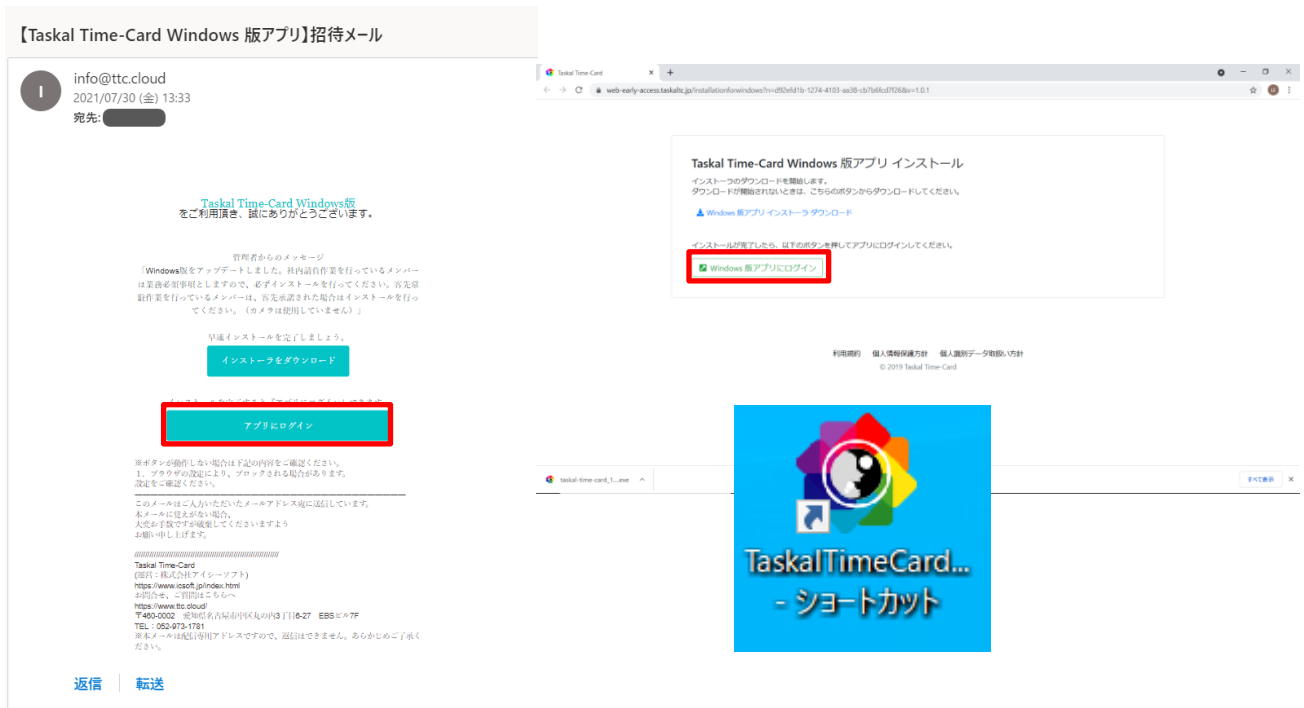 【Taskal Time-Card Windows 版アプリ】招待メール
I
info@ttc.cloud
2021/07/30 (金) 13:33
宛先:
Taskal Time-Card Windows版
をご利用頂き、誠にありがとうございます。
管理者からのメッセージ
「Windows版をアップデートしました。社内請負作業を行っているメンバー
は業務必須事項としますので、必ずインストールを行ってください。客先常
駐作業を行っているメンバーは、客先承諾された場合はインストールを行っ
てください。（カメラは使用していません）」
早速インストールを完了しましょう。
インストーラをダウンロード
アプリにログイン
※ボタンが動作しない場合は下記の内容をご確認ください。
1. ブラウザの設定により、ブロックされる場合があります。
設定をご確認ください。
このメールはご入力いただいたメールアドレス宛に送信しています。
本メールに覚えがない場合、
大変お手数ですが破棄してくださいますよう
お願い申し上げます。
Taskal Time-Card
(運営：株式会社アイシーソフト)
https://www.icsoft.jp/index.html
お問合せ、ご質問はこちらへ
https://www.ttc.cloud/
〒460-0002 愛知県名古屋市中区丸の内3丁目6-27 EBSビル7F
TEL：052-973-1781
※本メールは配信専用アドレスですので、返信はできません。あらかじめご了承く
ださい。
返信
転送
Taskal Time-Card
web-early-access.taskaltc.jp/installationforwindows?n=d92efd1b-1274-4103-aa38-cb7b6fcd7f26&v=1.0.1
Taskal Time-Card Windows 版アプリ インストール
インストーラのダウンロードを開始します。
ダウンロードが開始されないときは、こちらのボタンからダウンロードしてください。
Windows 版アプリ インストーラ ダウンロード
インストールが完了したら、以下のボタンを押してアプリにログインしてください。
Windows 版アプリにログイン
利用規約 個人情報保護方針 個人識別データ取扱い方針
© 2019 Taskal Time-Card
taskal-time-card_1....exe
すべて表示
TaskalTimeCard...
- ショートカット